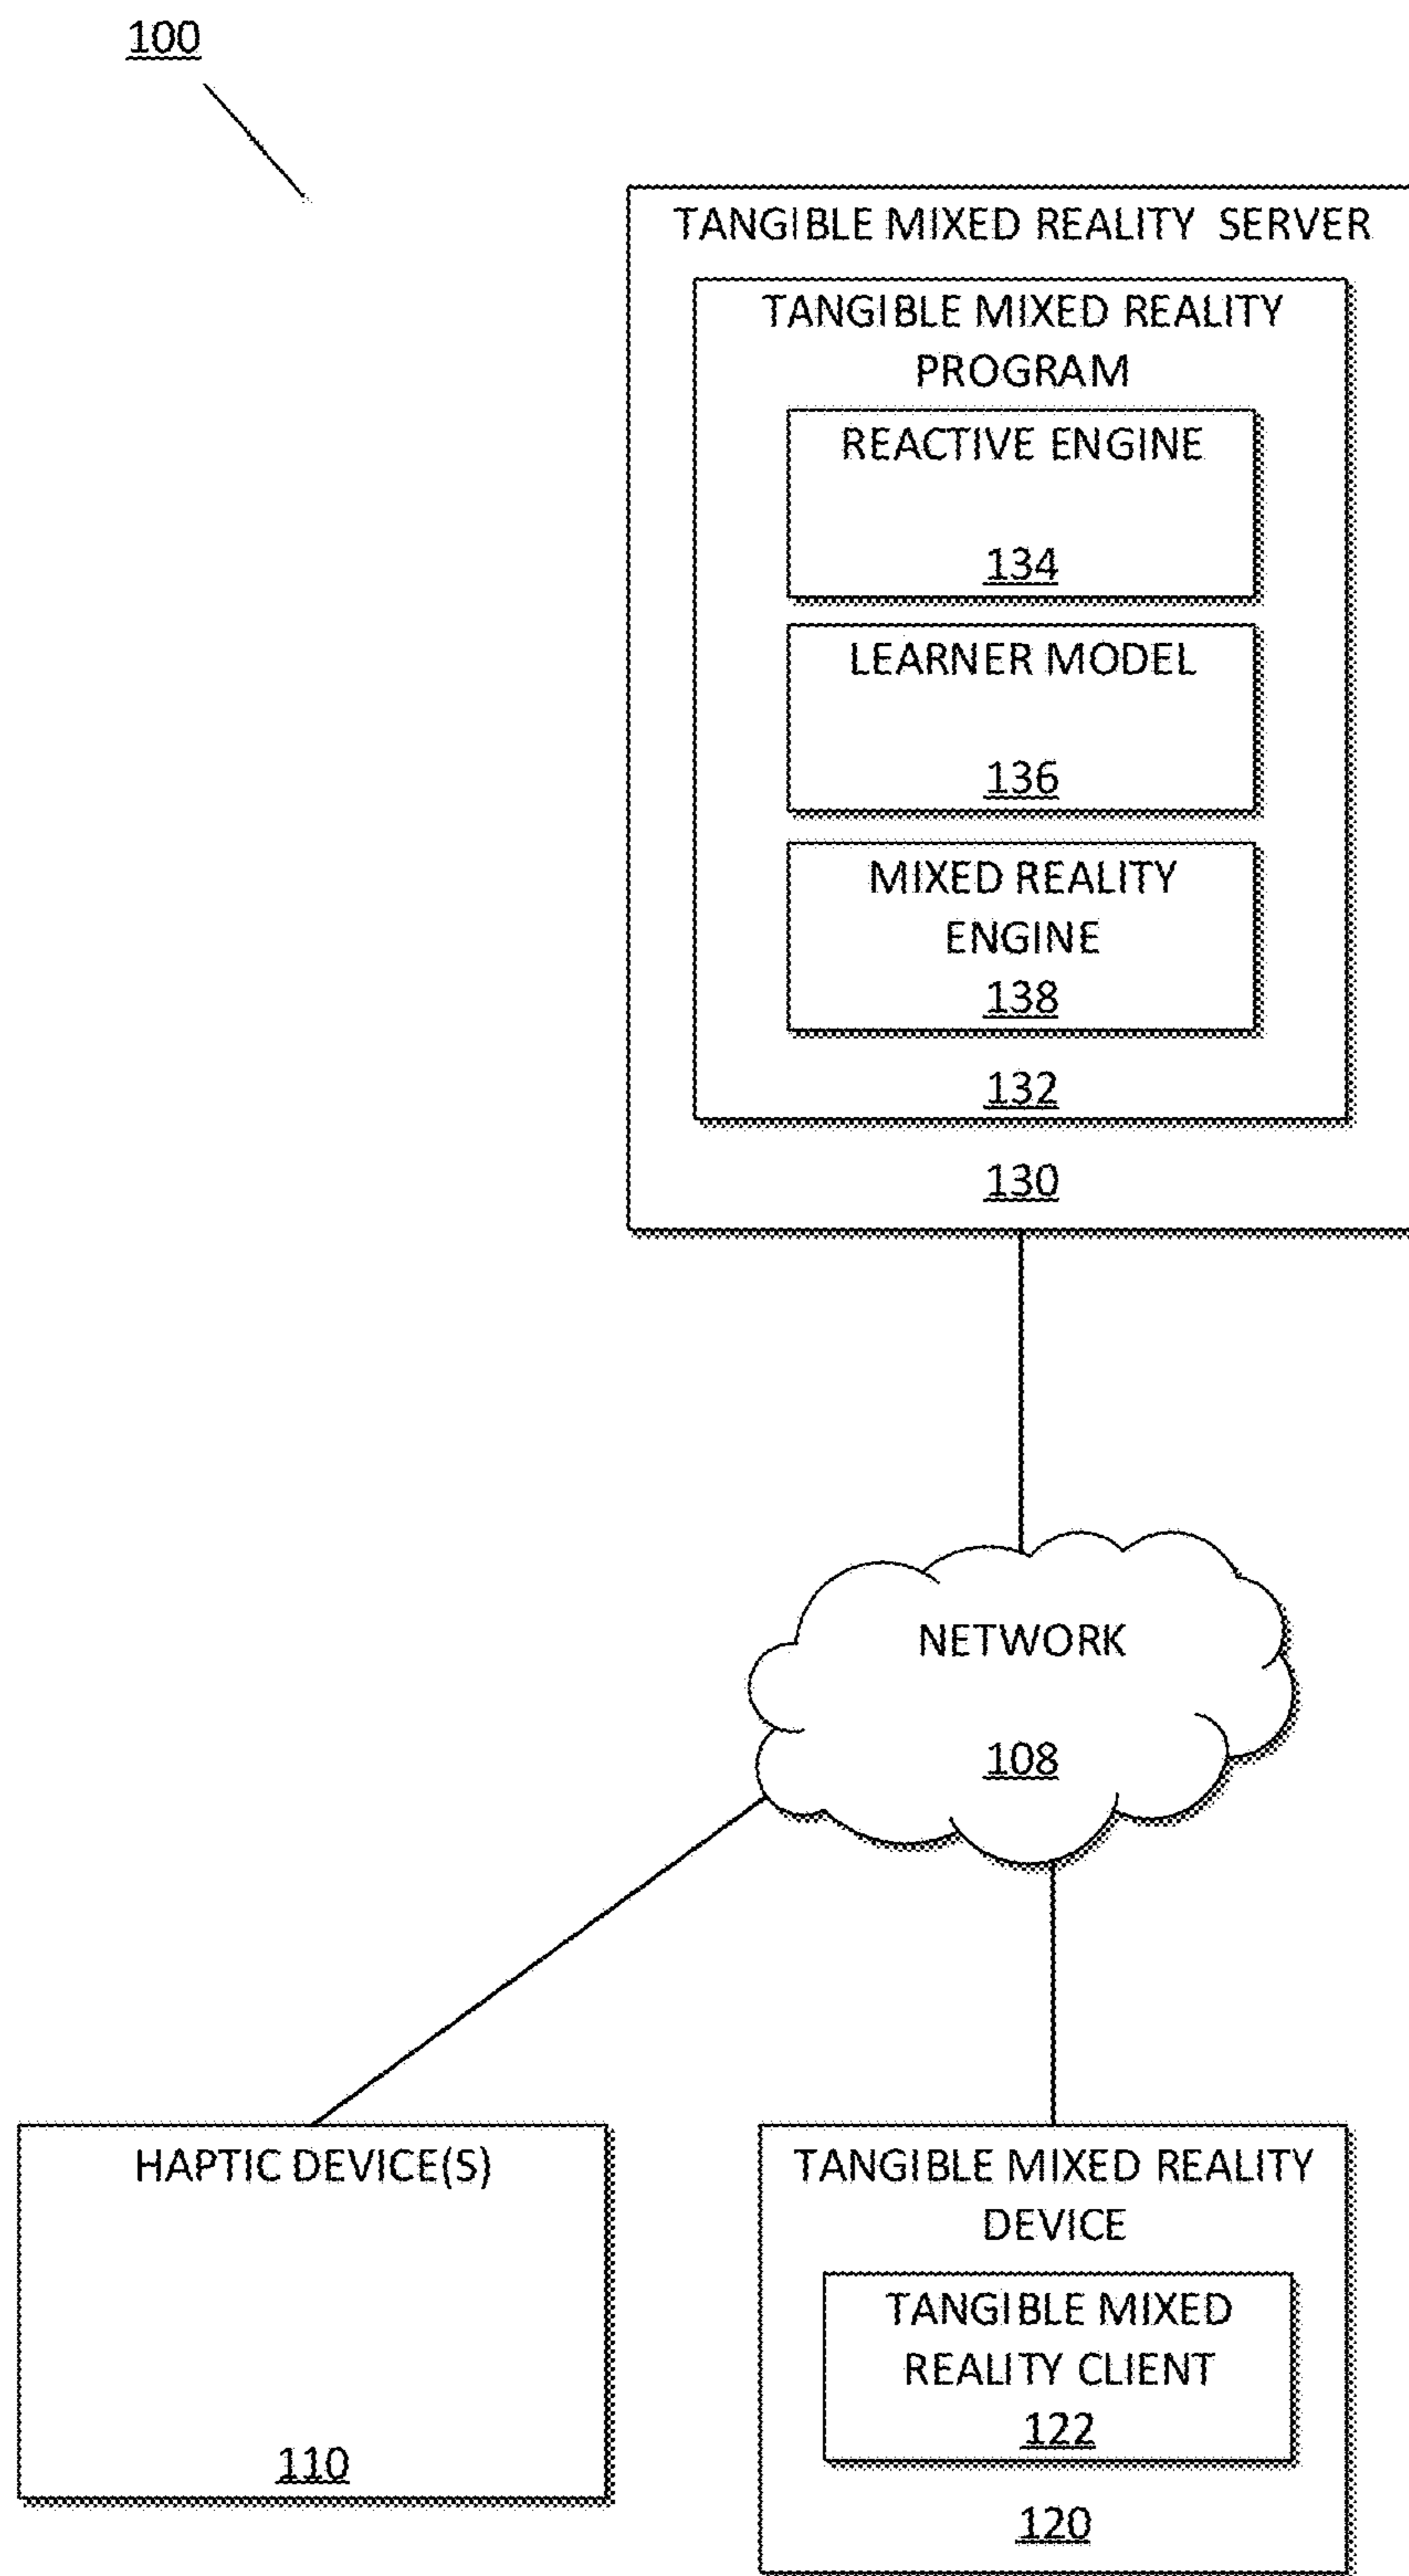 100
TANGIBLE MIXED REALITY SERVER
TANGIBLE MIXED REALITY
PROGRAM
REACTIVE ENGINE
134
LEARNER MODEL
136
MIXED REALITY
ENGINE
138
132
130
NETWORK
108
HAPTIC DEVICE(S)
110
TANGIBLE MIXED REALITY
DEVICE
TANGIBLE MIXED
REALITY CLIENT
122
120